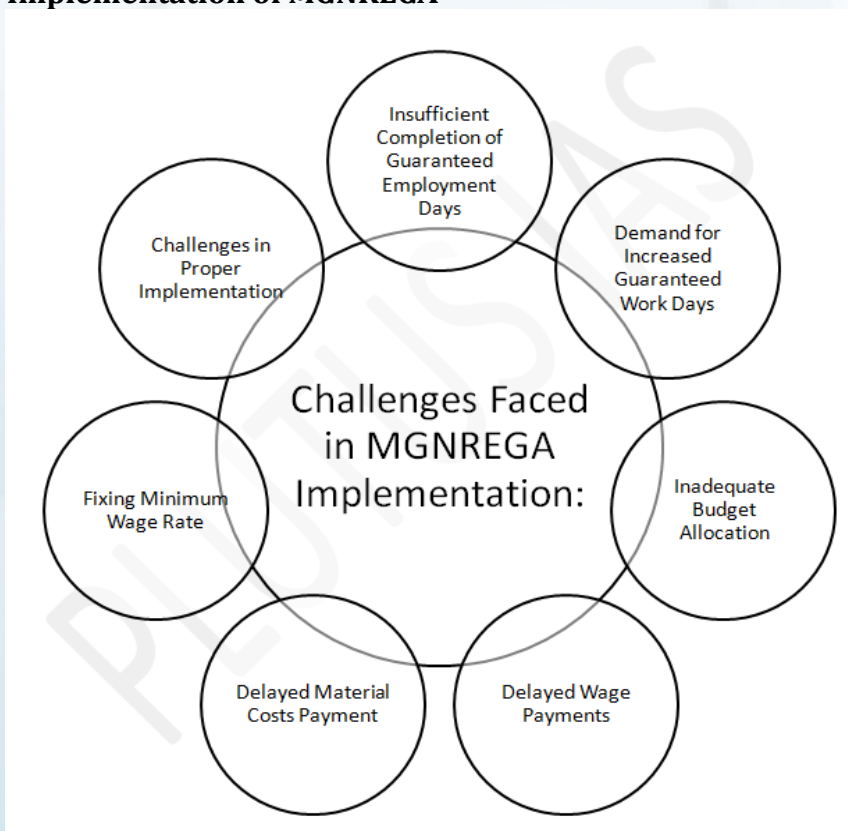 Implementation of MGNREGA
Insufficient
Completion of
Guaranteed
Employment
Days
Demand for
Increased
Guaranteed
Work Days
Inadequate
Budget
Allocation
Delayed Wage
Payments
Delayed Material
Costs Payment
Fixing Minimum
Wage Rate
Challenges in
Proper
Implementation
Challenges Faced
in MGNREGA
Implementation:
PLUTUS IAS